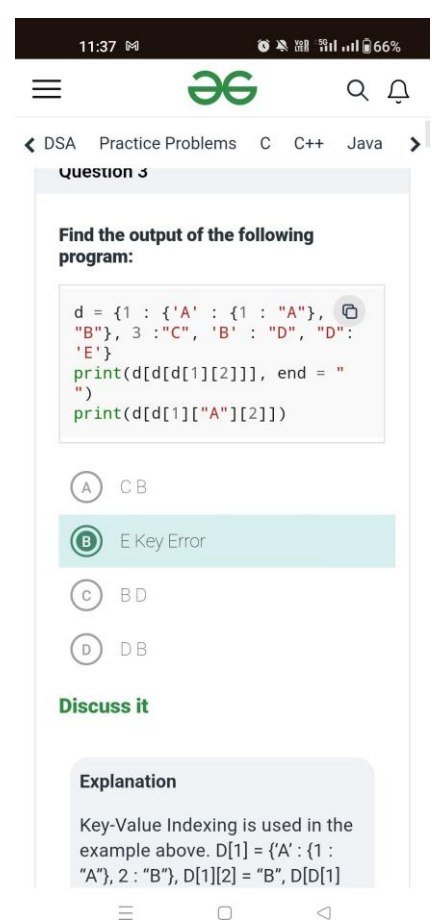 11:37 66%
DSA Practice Problems C C++ Java
Question 3
Find the output of the following
program:
d = {1 : {'A' : {1 : "A"},
"B"}, 3 :"C", 'B' : "D", "D":
'E'}
print(d[d[d[1][2]]], end = "
")
print(d[d[1]["A"][2]])
A C B
B E Key Error
C B D
D D B
Discuss it
Explanation
Key-Value Indexing is used in the
example above. D[1] = {‘A’ : {1 :
“A”}, 2 : “B”}, D[1][2] = “B”, D[D[1]